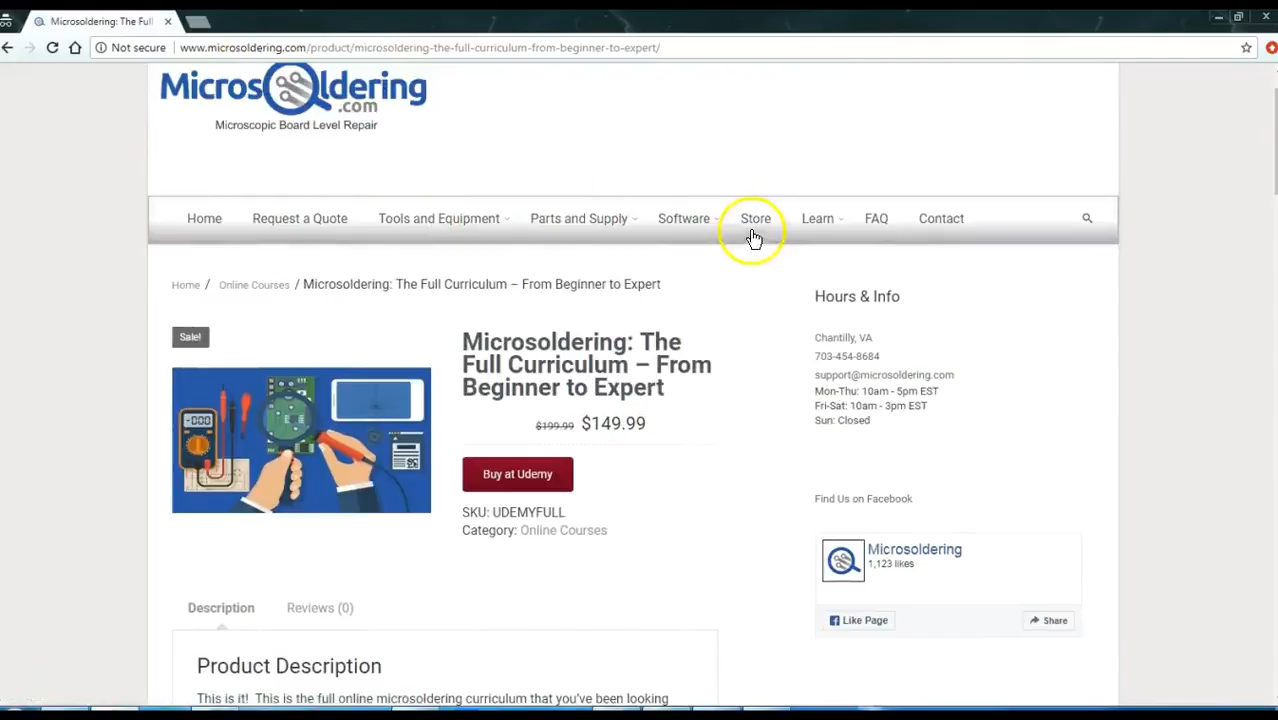 Microsoldering: The Full
Not secure
www.microsoldering.com/product/microsoldering-the-full-curriculum-from-beginner-to-expert/
Microsoldering
.com
Microscopic Board Level Repair
Home
Request a Quote
Tools and Equipment
Parts and Supply
Software
Store
Learn
FAQ
Contact
Home / Online Courses / Microsoldering: The Full Curriculum – From Beginner to Expert
Sale!
-000
Microsoldering: The
Full Curriculum – From
Beginner to Expert
$199.99 $149.99
Buy at Udemy
SKU: UDEMYFULL
Category: Online Courses
Hours & Info
Chantilly, VA
703-454-8684
support@microsoldering.com
Mon-Thu: 10am - 5pm EST
Fri-Sat: 10am - 3pm EST
Sun: Closed
Find Us on Facebook
Microsoldering
1,123 likes
Like Page
Share
Description
Reviews (0)
Product Description
This is it! This is the full online microsoldering curriculum that you've been looking